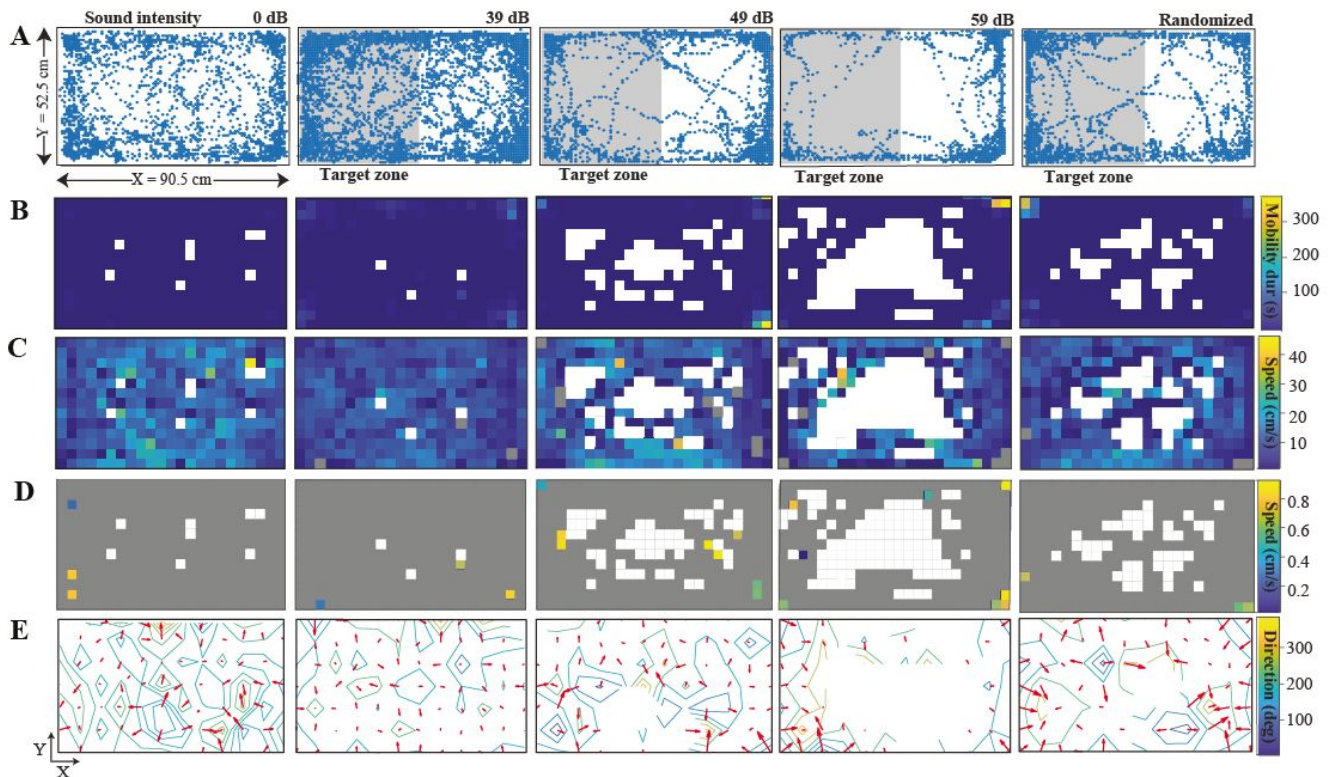 Sound intensity 0 dB 39 dB 49 dB 59 dB Randomized
A
Y = 52.5 cm
X = 90.5 cm
Target zone Target zone Target zone Target zone
B
Mobility dur (s)
300
200
100
C
Speed (cm/s)
40
30
20
10
D
Speed (cm/s)
0.8
0.6
0.4
0.2
E
Direction (deg)
300
200
100
Y
X